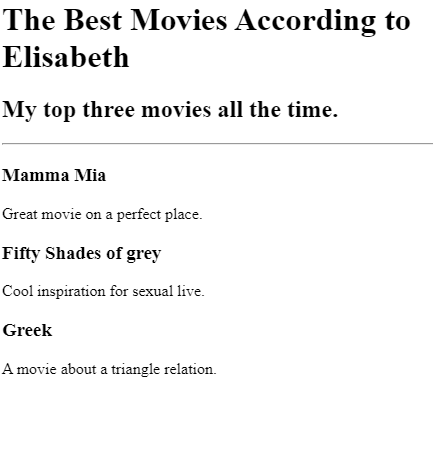 The Best Movies According to
Elisabeth
My top three movies all the time.
Mamma Mia
Great movie on a perfect place.
Fifty Shades of grey
Cool inspiration for sexual live.
Greek
A movie about a triangle relation.